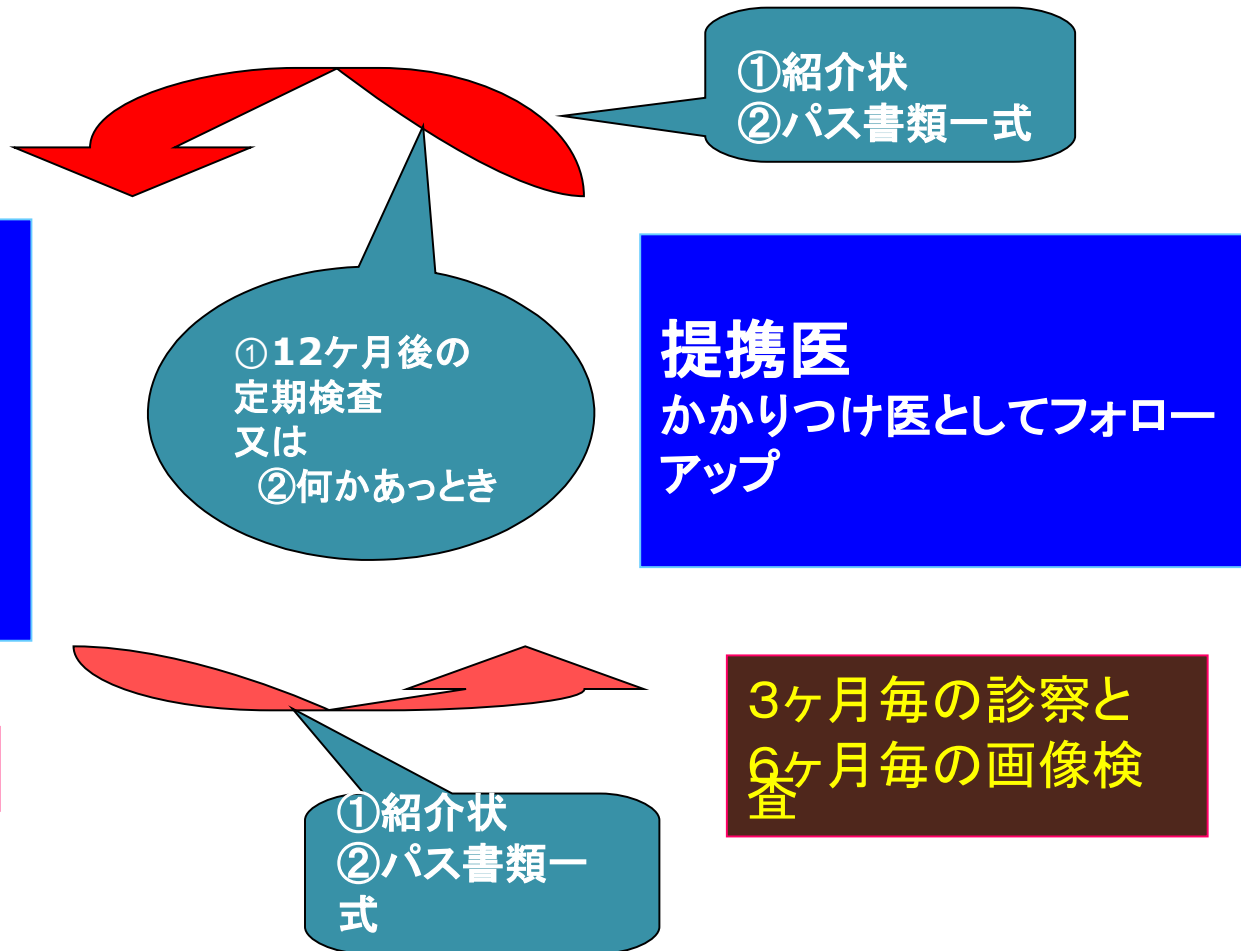 ①紹介状
②パス書類一式
①12ケ月後の
定期検査
又は
②何かあっとき
提携医
かかりつけ医としてフォロー
アップ
3ヶ月毎の診察と
6ヶ月毎の画像検
査
①紹介状
②パス書類一
式